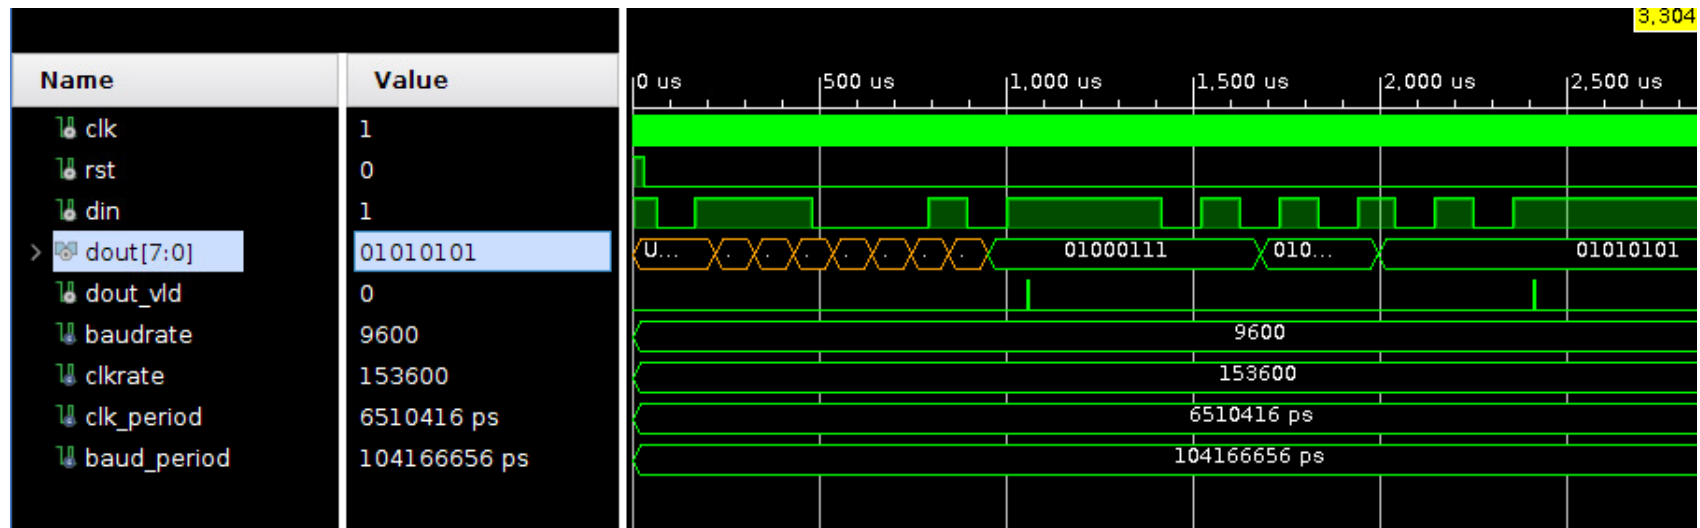 3,304
Name Value 0 us 500 us 1,000 us 1,500 us 2,000 us 2,500 us
clk 1
rst 0
din 1
dout[7:0] 01010101 U... . . . . . . . 01000111 010... 01010101
dout_vld 0
baudrate 9600 9600
clkrate 153600 153600
clk_period 6510416 ps 6510416 ps
baud_period 104166656 ps 104166656 ps